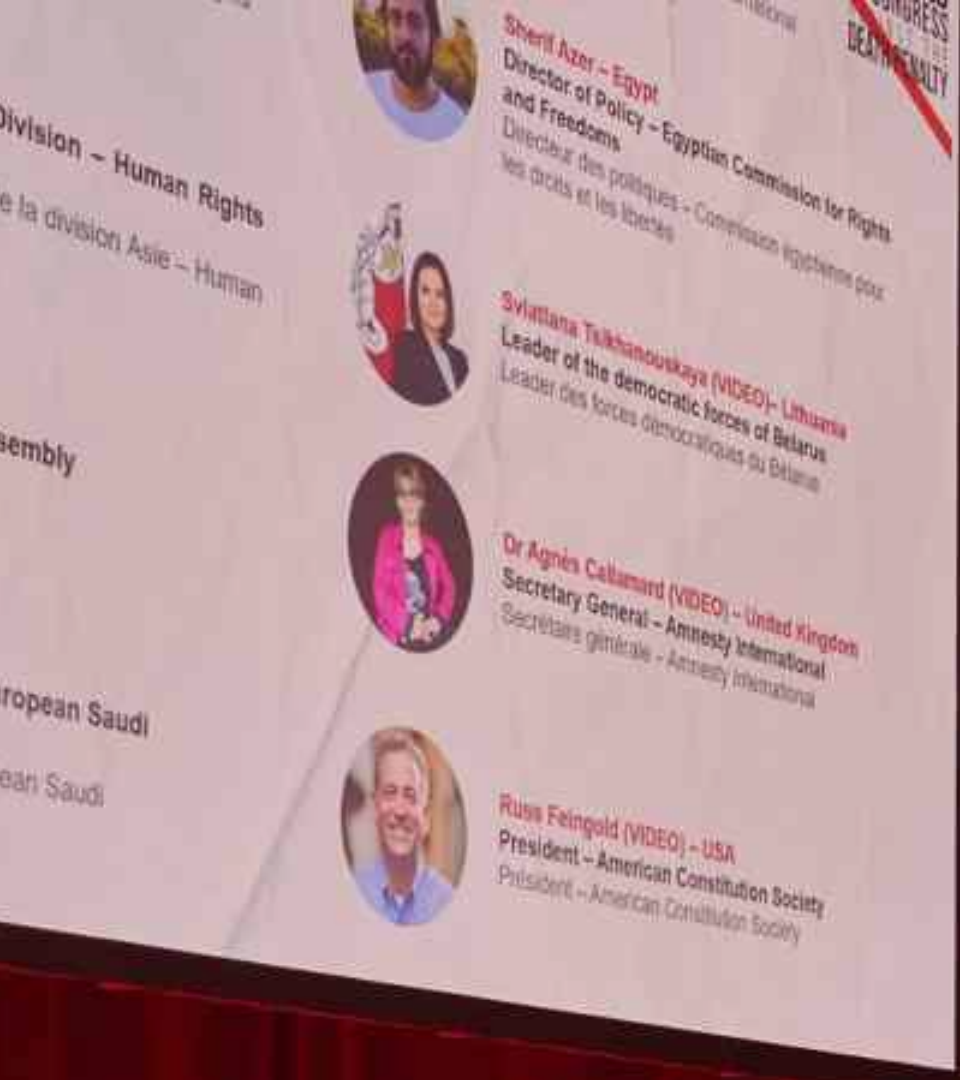 CONGRESS
DEATH PENALTY
Division – Human Rights
e la division Asie – Human
sembly
uropean Saudi
ean Saudi
Sherif Azer – Egypt
Director of Policy – Egyptian Commission for Rights
and Freedoms
Directeur des politiques – Commission égyptienne pour
les droits et les libertés
Sviatlana Tsikhanouskaya (VIDEO)– Lithuania
Leader of the democratic forces of Belarus
Leader des forces démocratiques du Bélarus
Dr Agnès Callamard (VIDEO) – United Kingdom
Secretary General – Amnesty International
Secrétaire générale – Amnesty International
Russ Feingold (VIDEO) – USA
President – American Constitution Society
Président – American Constitution Society